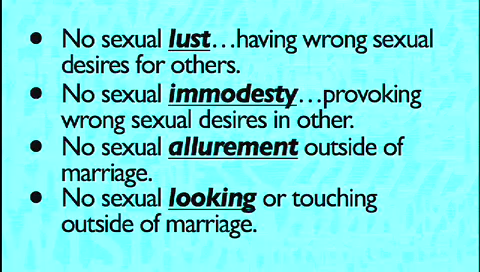 • No sexual lust...having wrong sexual
desires for others.
• No sexual immodesty...provoking
wrong sexual desires in other.
• No sexual allurement outside of
marriage.
• No sexual looking or touching
outside of marriage.